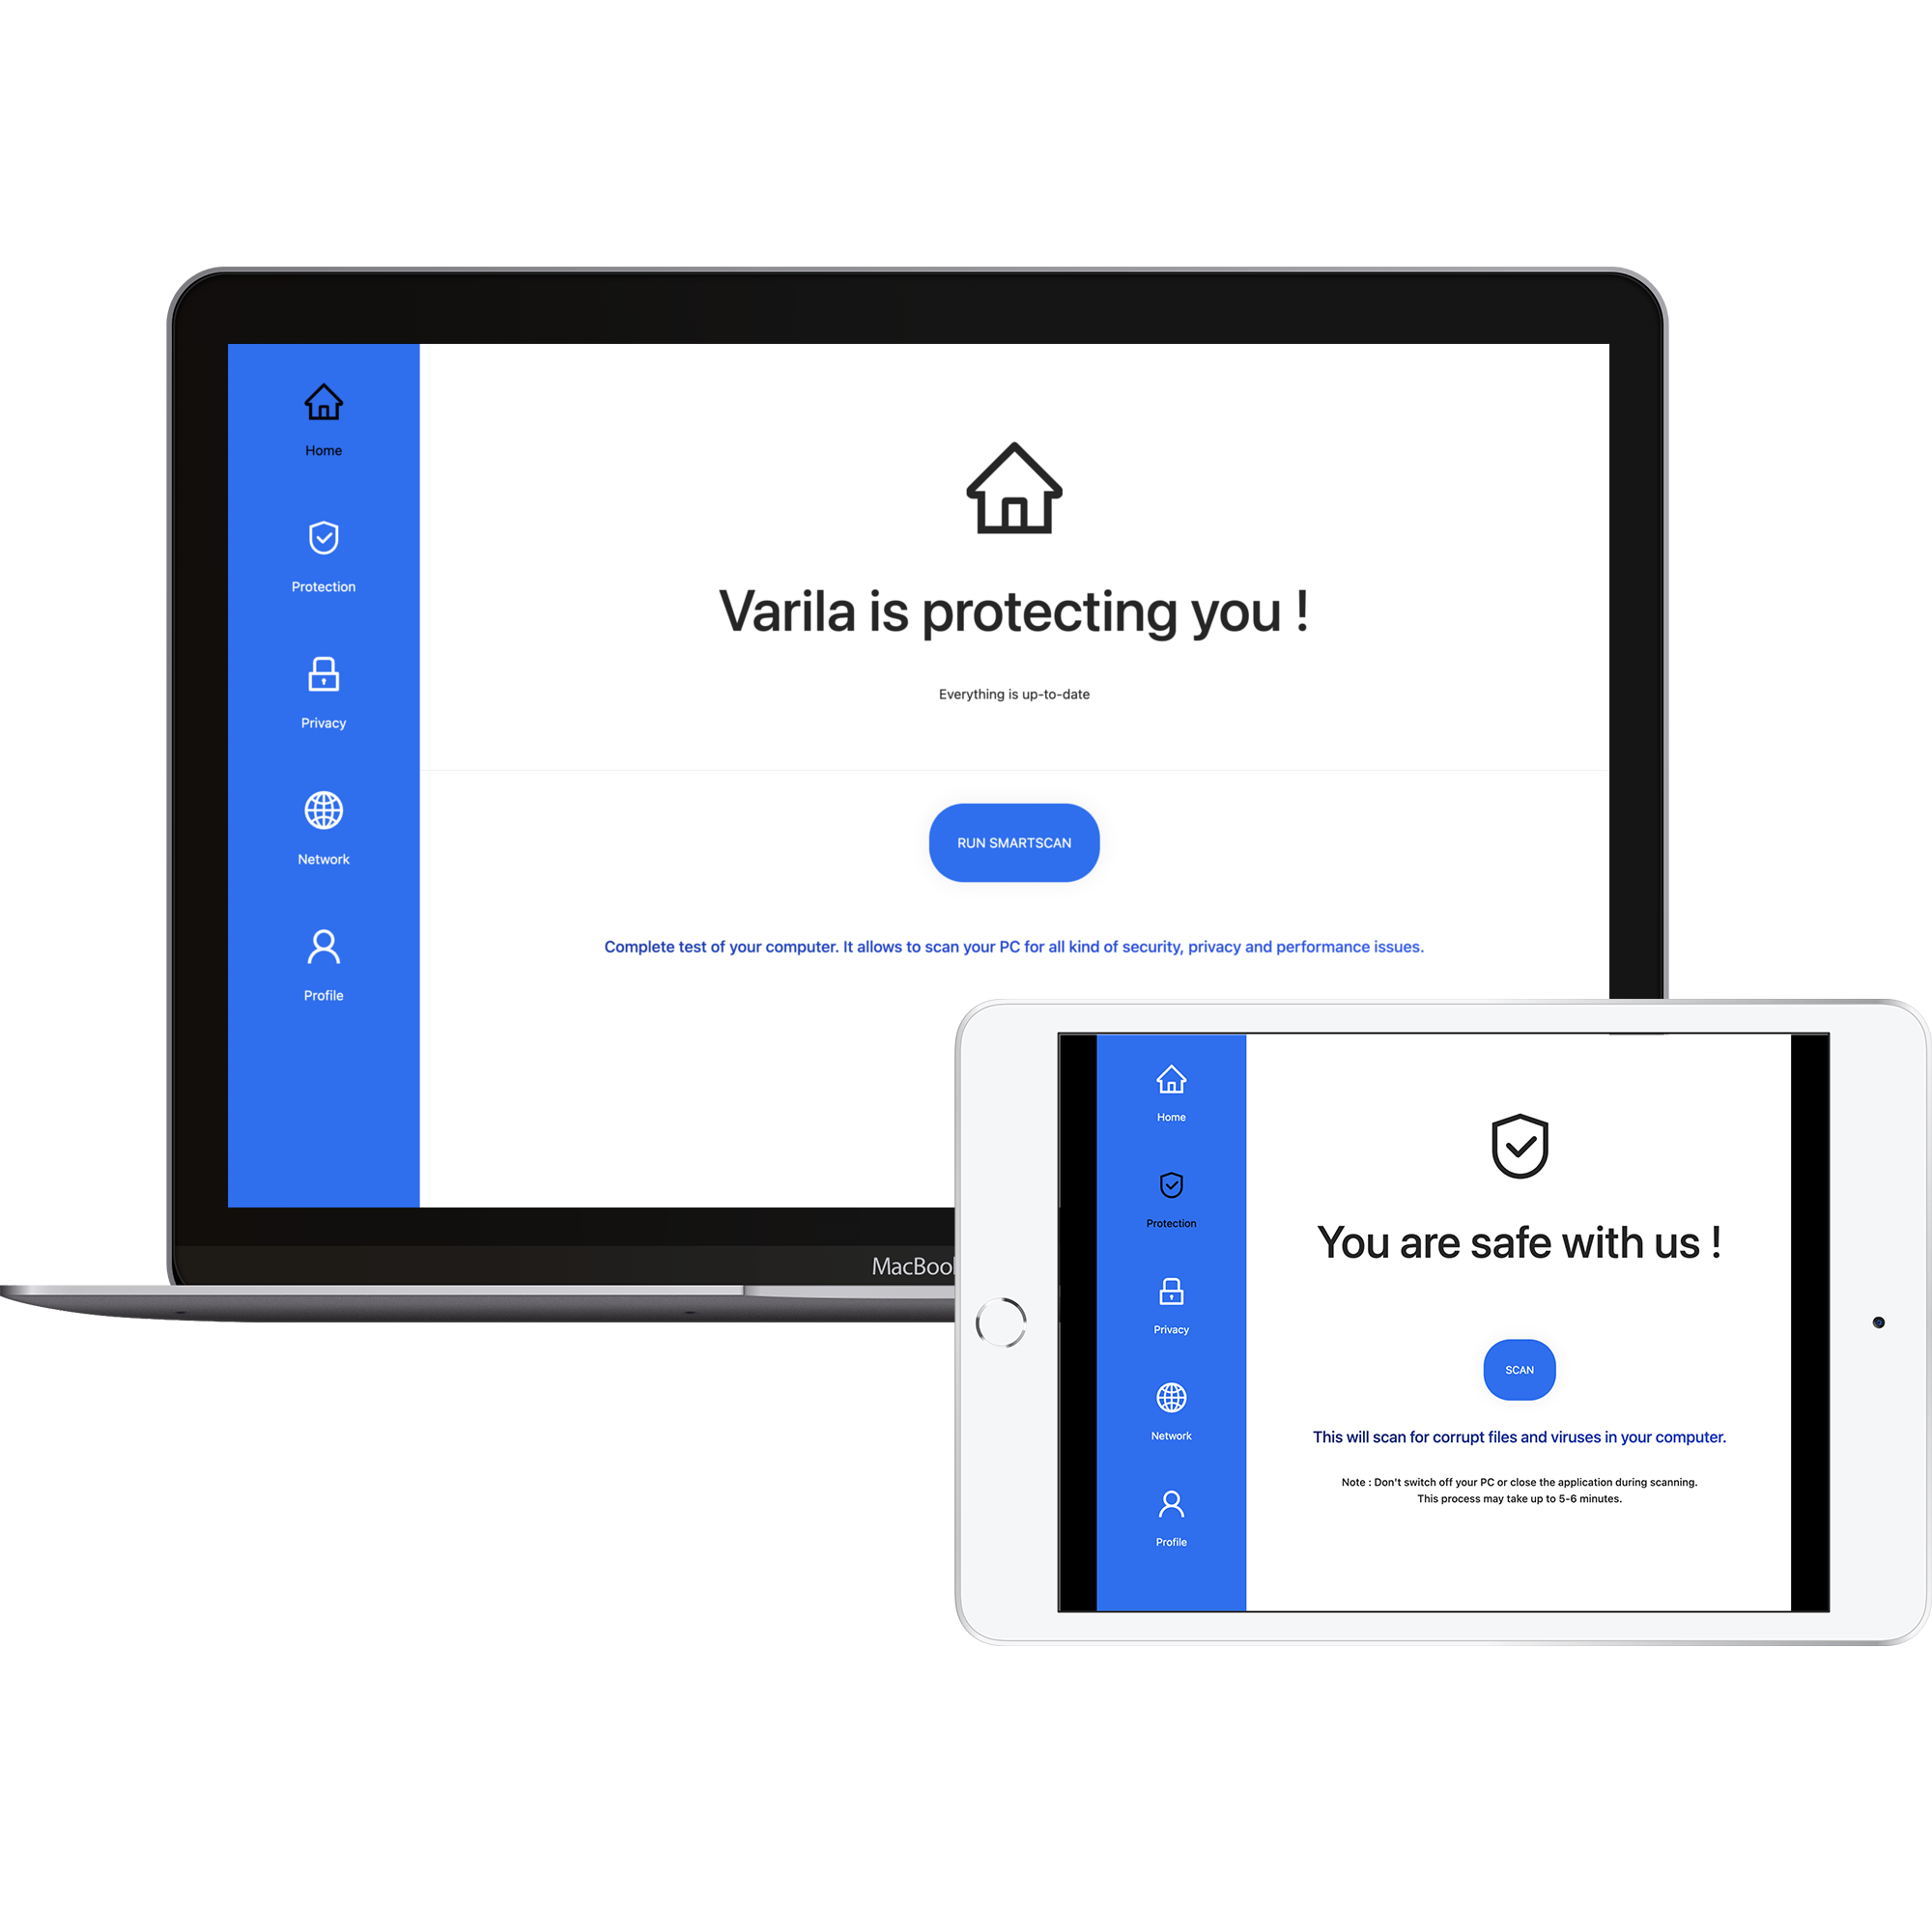 Home
Protection
Privacy
Network
Profile
Varila is protecting you !
Everything is up-to-date
RUN SMARTSCAN
Complete test of your computer. It allows to scan your PC for all kind of security, privacy and performance issues.
Home
Protection
Privacy
Network
Profile
You are safe with us !
SCAN
This will scan for corrupt files and viruses in your computer.
Note : Don't switch off your PC or close the application during scanning.
This process may take up to 5-6 minutes.